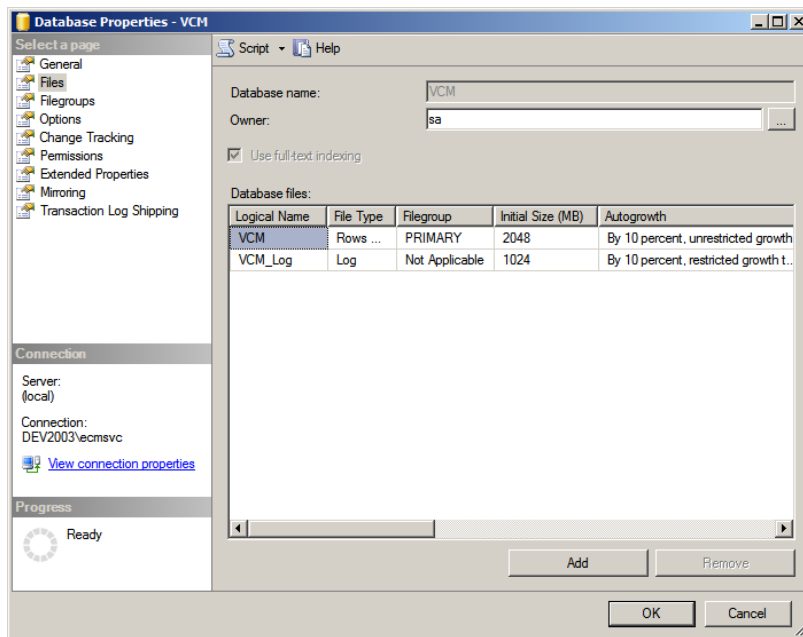 Database Properties - VCM
Select a page
General
Files
Filegroups
Options
Change Tracking
Permissions
Extended Properties
Mirroring
Transaction Log Shipping
Script Help
Database name: VCM
Owner: sa ...
Use full-text indexing
Database files:
Logical Name File Type Filegroup Initial Size (MB) Autogrowth
VCM Rows ... PRIMARY 2048 By 10 percent, unrestricted growth
VCM_Log Log Not Applicable 1024 By 10 percent, restricted growth t...
Connection
Server:
(local)
Connection:
DEV2003\ecmsvc
View connection properties
Progress
Ready
Add Remove
OK Cancel